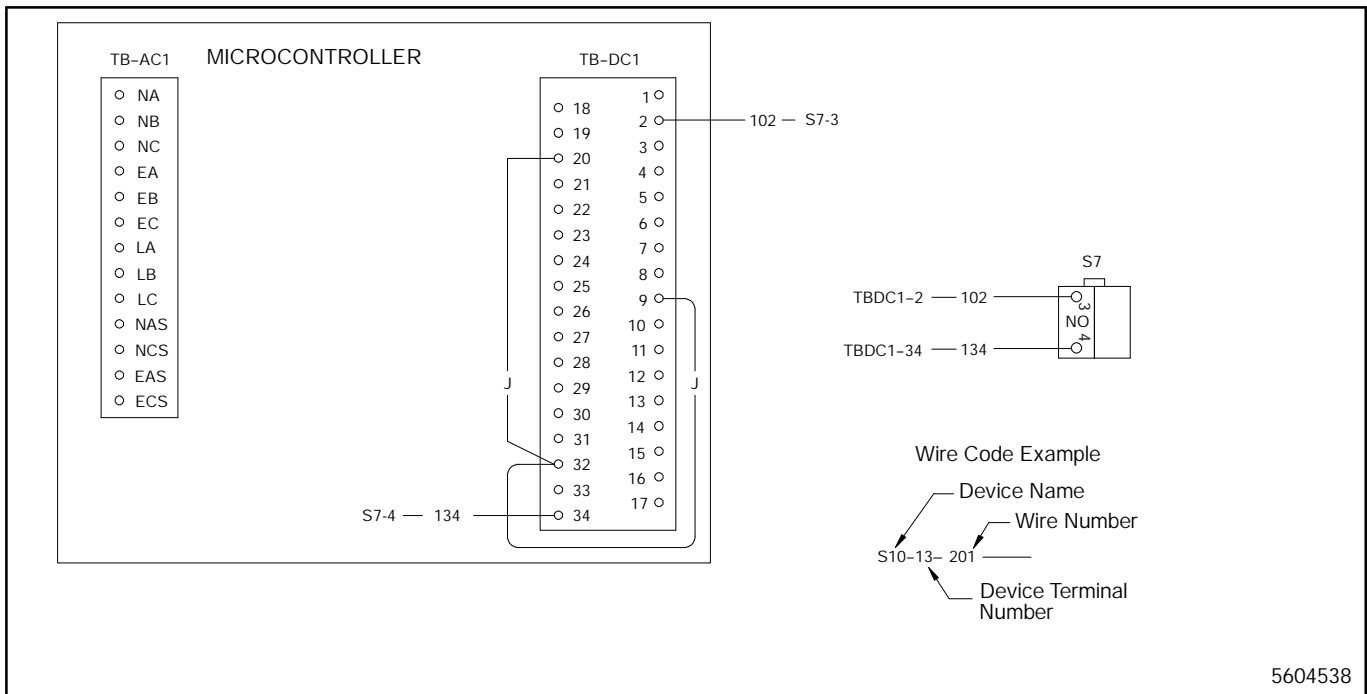 MICROCONTROLLER
TB-AC1
NA
NB
NC
EA
EB
EC
LA
LB
LC
NAS
NCS
EAS
ECS
TB-DC1
18
19
20
21
22
23
24
25
26
27
28
29
30
31
32
33
34
1
2
3
4
5
6
7
8
9
10
11
12
13
14
15
16
17
J
J
102 — S7-3
S7-4 — 134
S7
TBDC1-2 — 102
3
NO
4
TBDC1-34 — 134
Wire Code Example
Device Name
Wire Number
S10-13- 201
Device Terminal
Number
5604538